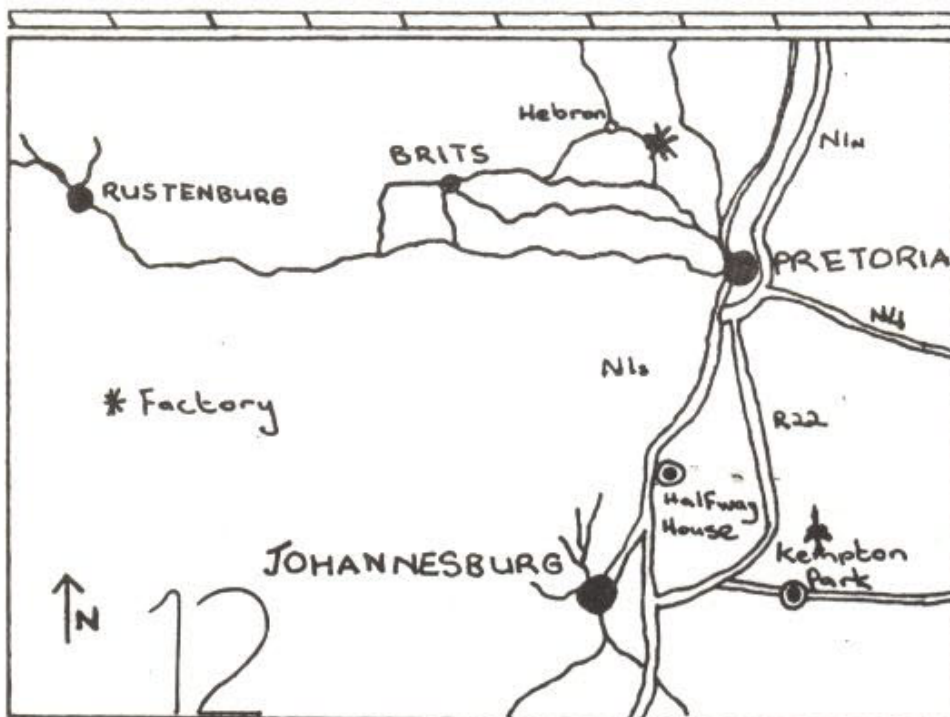 Hebron
BRITS
N1N
RUSTENBURG
PRETORIA
N4
N1S
* Factory
R22
Halfway
House
Kempton
Park
JOHANNESBURG
N
12